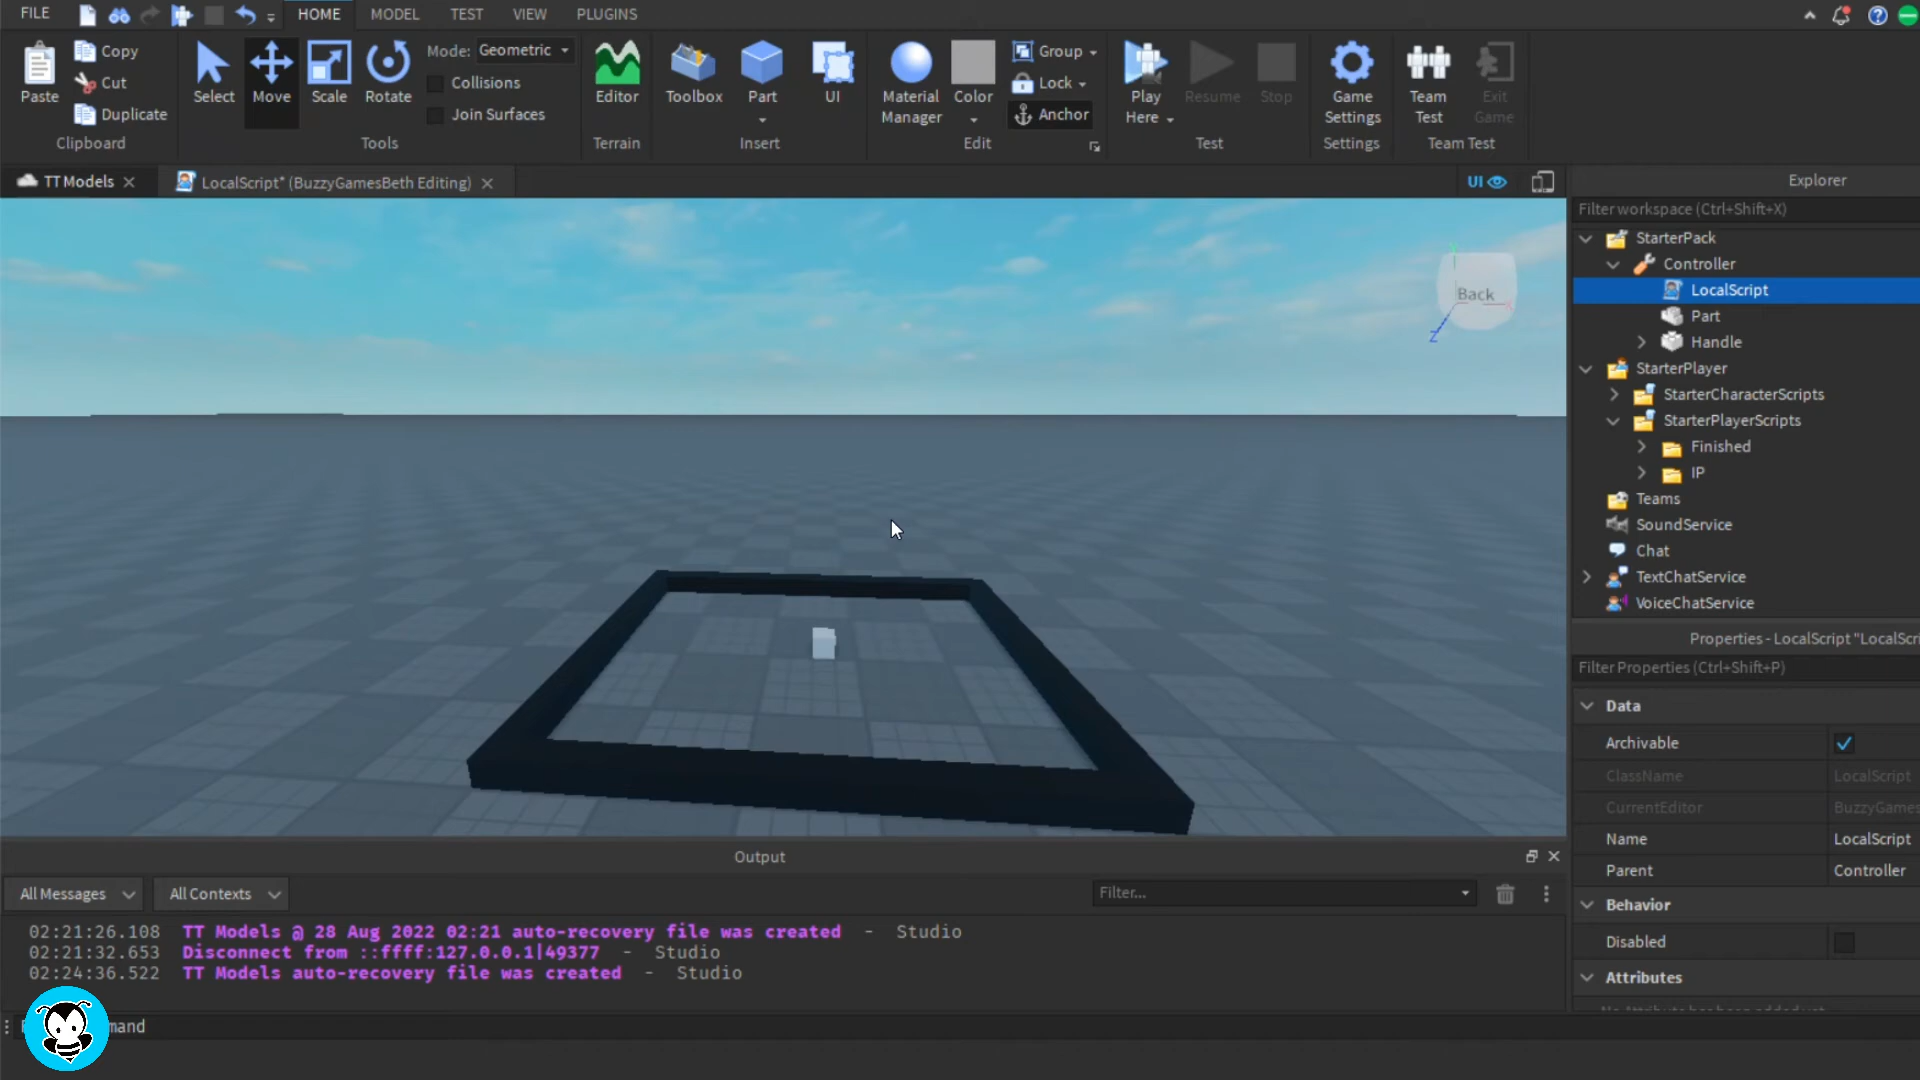 FILE HOME MODEL TEST VIEW PLUGINS
Paste Copy Cut Duplicate
Clipboard
Select Move Scale Rotate
Mode: Geometric
Collisions
Join Surfaces
Tools
Editor
Terrain
Toolbox Part UI
Insert
Material Manager Color
Group
Lock
Anchor
Edit
Play Here Resume Stop
Test
Game Settings
Settings
Team Test Exit Game
Team Test
TT Models LocalScript* (BuzzyGamesBeth Editing) UI
Back
Z
Explorer
Filter workspace (Ctrl+Shift+X)
StarterPack
Controller
LocalScript
Part
Handle
StarterPlayer
StarterCharacterScripts
StarterPlayerScripts
Finished
IP
Teams
SoundService
Chat
TextChatService
VoiceChatService
Properties - LocalScript "LocalScri
Filter Properties (Ctrl+Shift+P)
Data
Archivable
ClassName LocalScript
CurrentEditor BuzzyGames
Name LocalScript
Parent Controller
Behavior
Disabled
Attributes
Output
All Messages All Contexts Filter...
02:21:26.108 TT Models @ 28 Aug 2022 02:21 auto-recovery file was created - Studio
02:21:32.653 Disconnect from ::ffff:127.0.0.1|49377 - Studio
02:24:36.522 TT Models auto-recovery file was created - Studio
mand